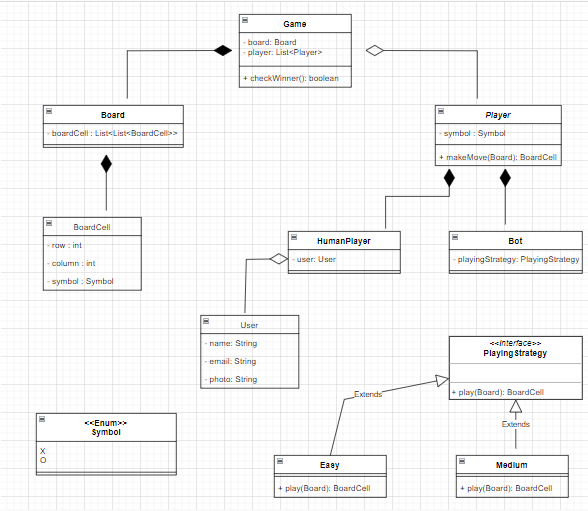 Game
- board: Board
- player: List<Player>
+ checkWinner(): boolean
Board
- boardCell : List<List<BoardCell>>
Player
- symbol : Symbol
+ makeMove(Board): BoardCell
BoardCell
- row : int
- column : int
- symbol : Symbol
HumanPlayer
- user: User
Bot
- playingStrategy: PlayingStrategy
User
- name: String
- email: String
- photo: String
<<Interface>>
PlayingStrategy
+ play(Board): BoardCell
Extends
Extends
<<Enum>>
Symbol
X
O
Easy
+ play(Board): BoardCell
Medium
+ play(Board): BoardCell